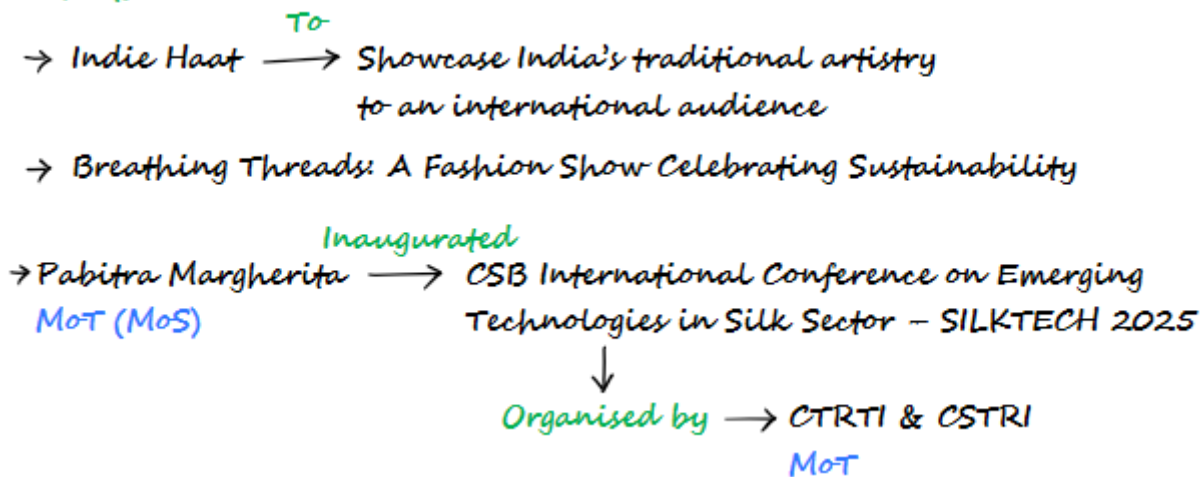 To
→ Indie Haat → Showcase India's traditional artistry
to an international audience
→ Breathing Threads: A Fashion Show Celebrating Sustainability
Inaugurated
→ Pabitra Margherita → CSB International Conference on Emerging
MoT (MoS) Technologies in Silk Sector – SILKTECH 2025
↓
Organised by → CTRTI & CSTRI
MoT